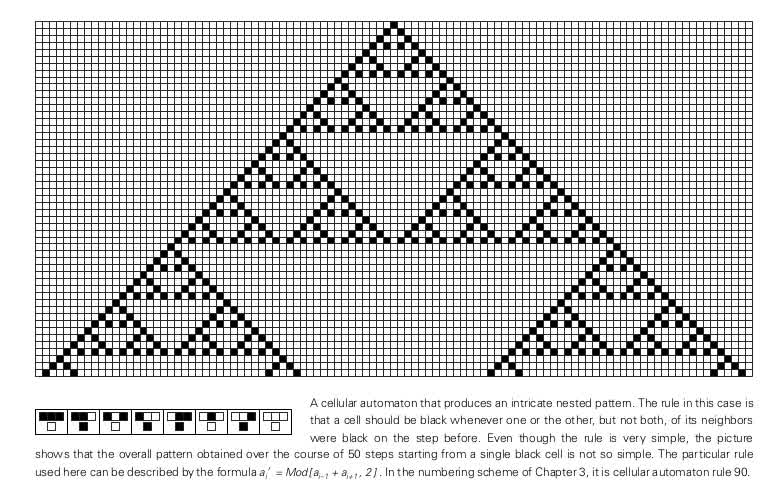 A cellular automaton that produces an intricate nested pattern. The rule in this case is
that a cell should be black whenever one or the other, but not both, of its neighbors
were black on the step before. Even though the rule is very simple, the picture
shows that the overall pattern obtained over the course of 50 steps starting from a single black cell is not so simple. The particular rule
used here can be described by the formula aᵢ′ = Mod[aᵢ₋₁ + aᵢ₊₁, 2]. In the numbering scheme of Chapter 3, it is cellular automaton rule 90.